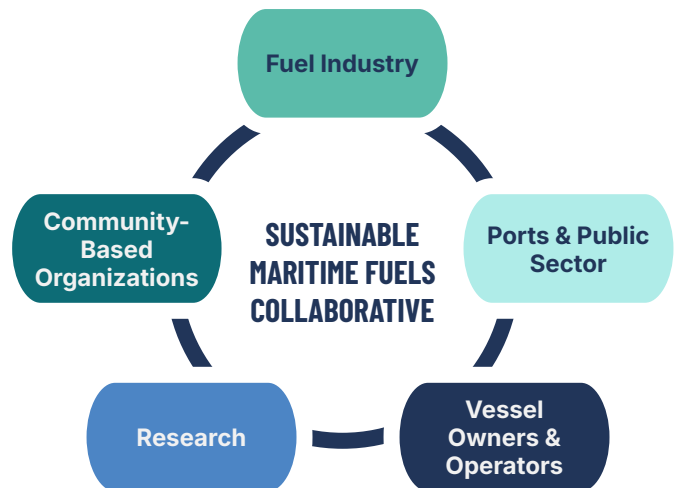 Fuel Industry
Community-
Based
Organizations
SUSTAINABLE
MARITIME FUELS
COLLABORATIVE
Ports & Public
Sector
Research
Vessel
Owners &
Operators